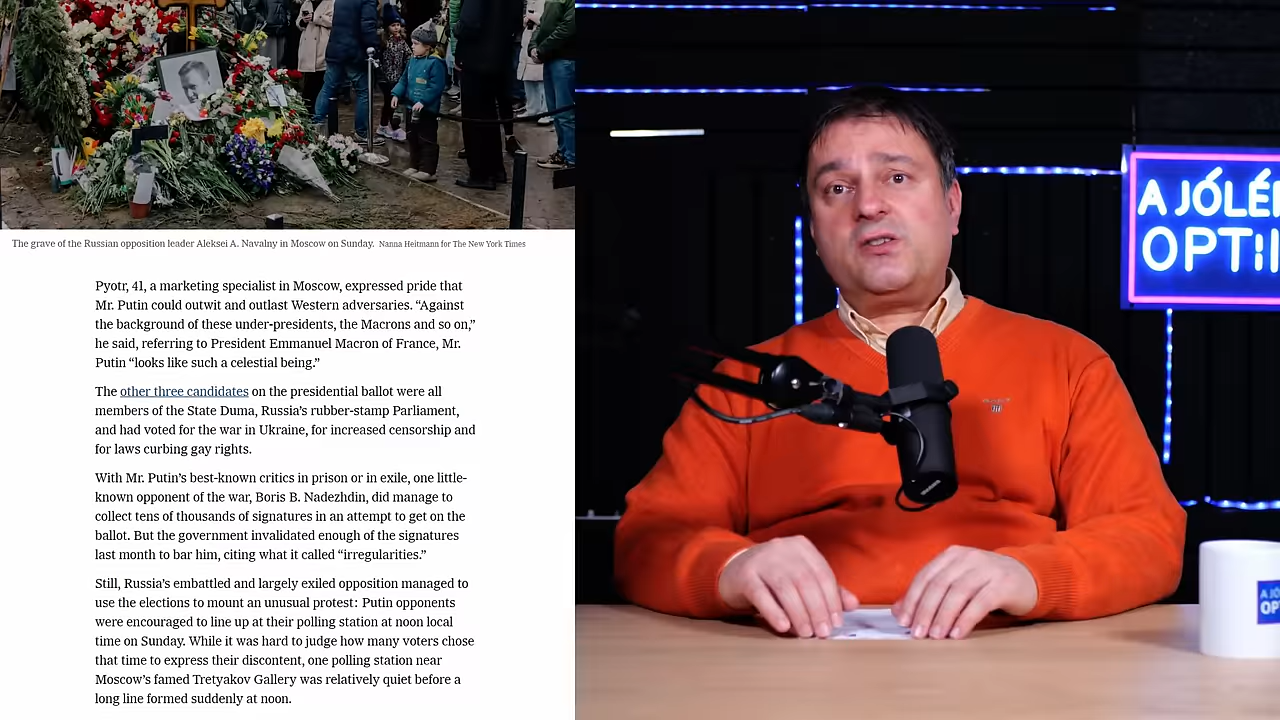 The grave of the Russian opposition leader Aleksei A. Navalny in Moscow on Sunday. Nanna Heitmann for The New York Times
Pyotr, 41, a marketing specialist in Moscow, expressed pride that
Mr. Putin could outwit and outlast Western adversaries. “Against
the background of these under-presidents, the Macrons and so on,”
he said, referring to President Emmanuel Macron of France, Mr.
Putin “looks like such a celestial being.”
The other three candidates on the presidential ballot were all
members of the State Duma, Russia’s rubber-stamp Parliament,
and had voted for the war in Ukraine, for increased censorship and
for laws curbing gay rights.
With Mr. Putin’s best-known critics in prison or in exile, one little-
known opponent of the war, Boris B. Nadezhdin, did manage to
collect tens of thousands of signatures in an attempt to get on the
ballot. But the government invalidated enough of the signatures
last month to bar him, citing what it called “irregularities.”
Still, Russia’s embattled and largely exiled opposition managed to
use the elections to mount an unusual protest: Putin opponents
were encouraged to line up at their polling station at noon local
time on Sunday. While it was hard to judge how many voters chose
that time to express their discontent, one polling station near
Moscow’s famed Tretyakov Gallery was relatively quiet before a
long line formed suddenly at noon.
A JÓLÉ
OPTI